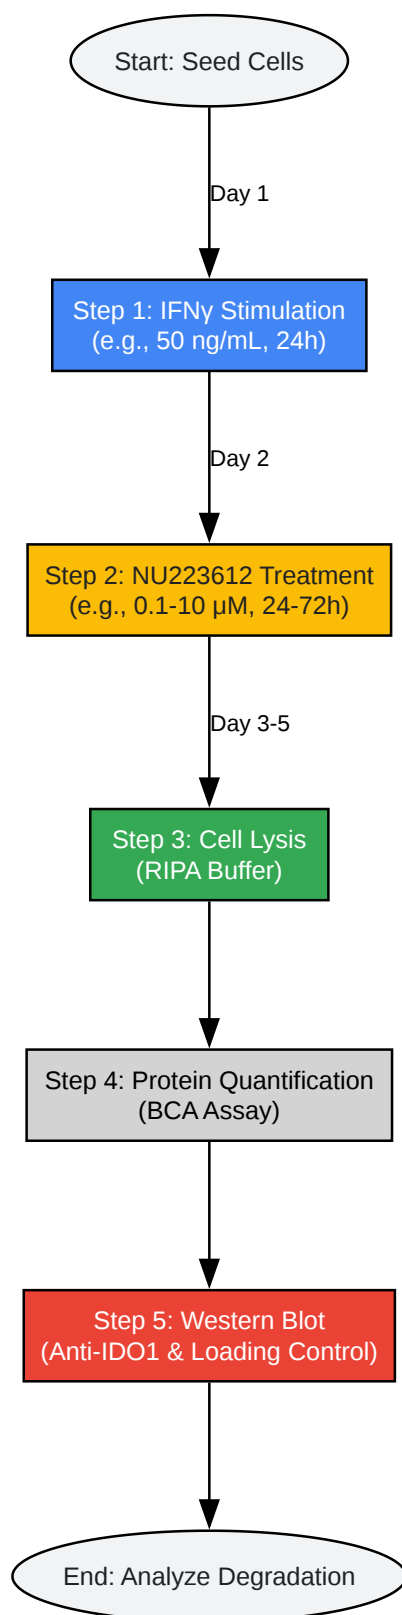 Start: Seed Cells
Day 1
Step 1: IFNγ Stimulation
(e.g., 50 ng/mL, 24h)
Day 2
Step 2: NU223612 Treatment
(e.g., 0.1-10 μM, 24-72h)
Day 3-5
Step 3: Cell Lysis
(RIPA Buffer)
Step 4: Protein Quantification
(BCA Assay)
Step 5: Western Blot
(Anti-IDO1 & Loading Control)
End: Analyze Degradation